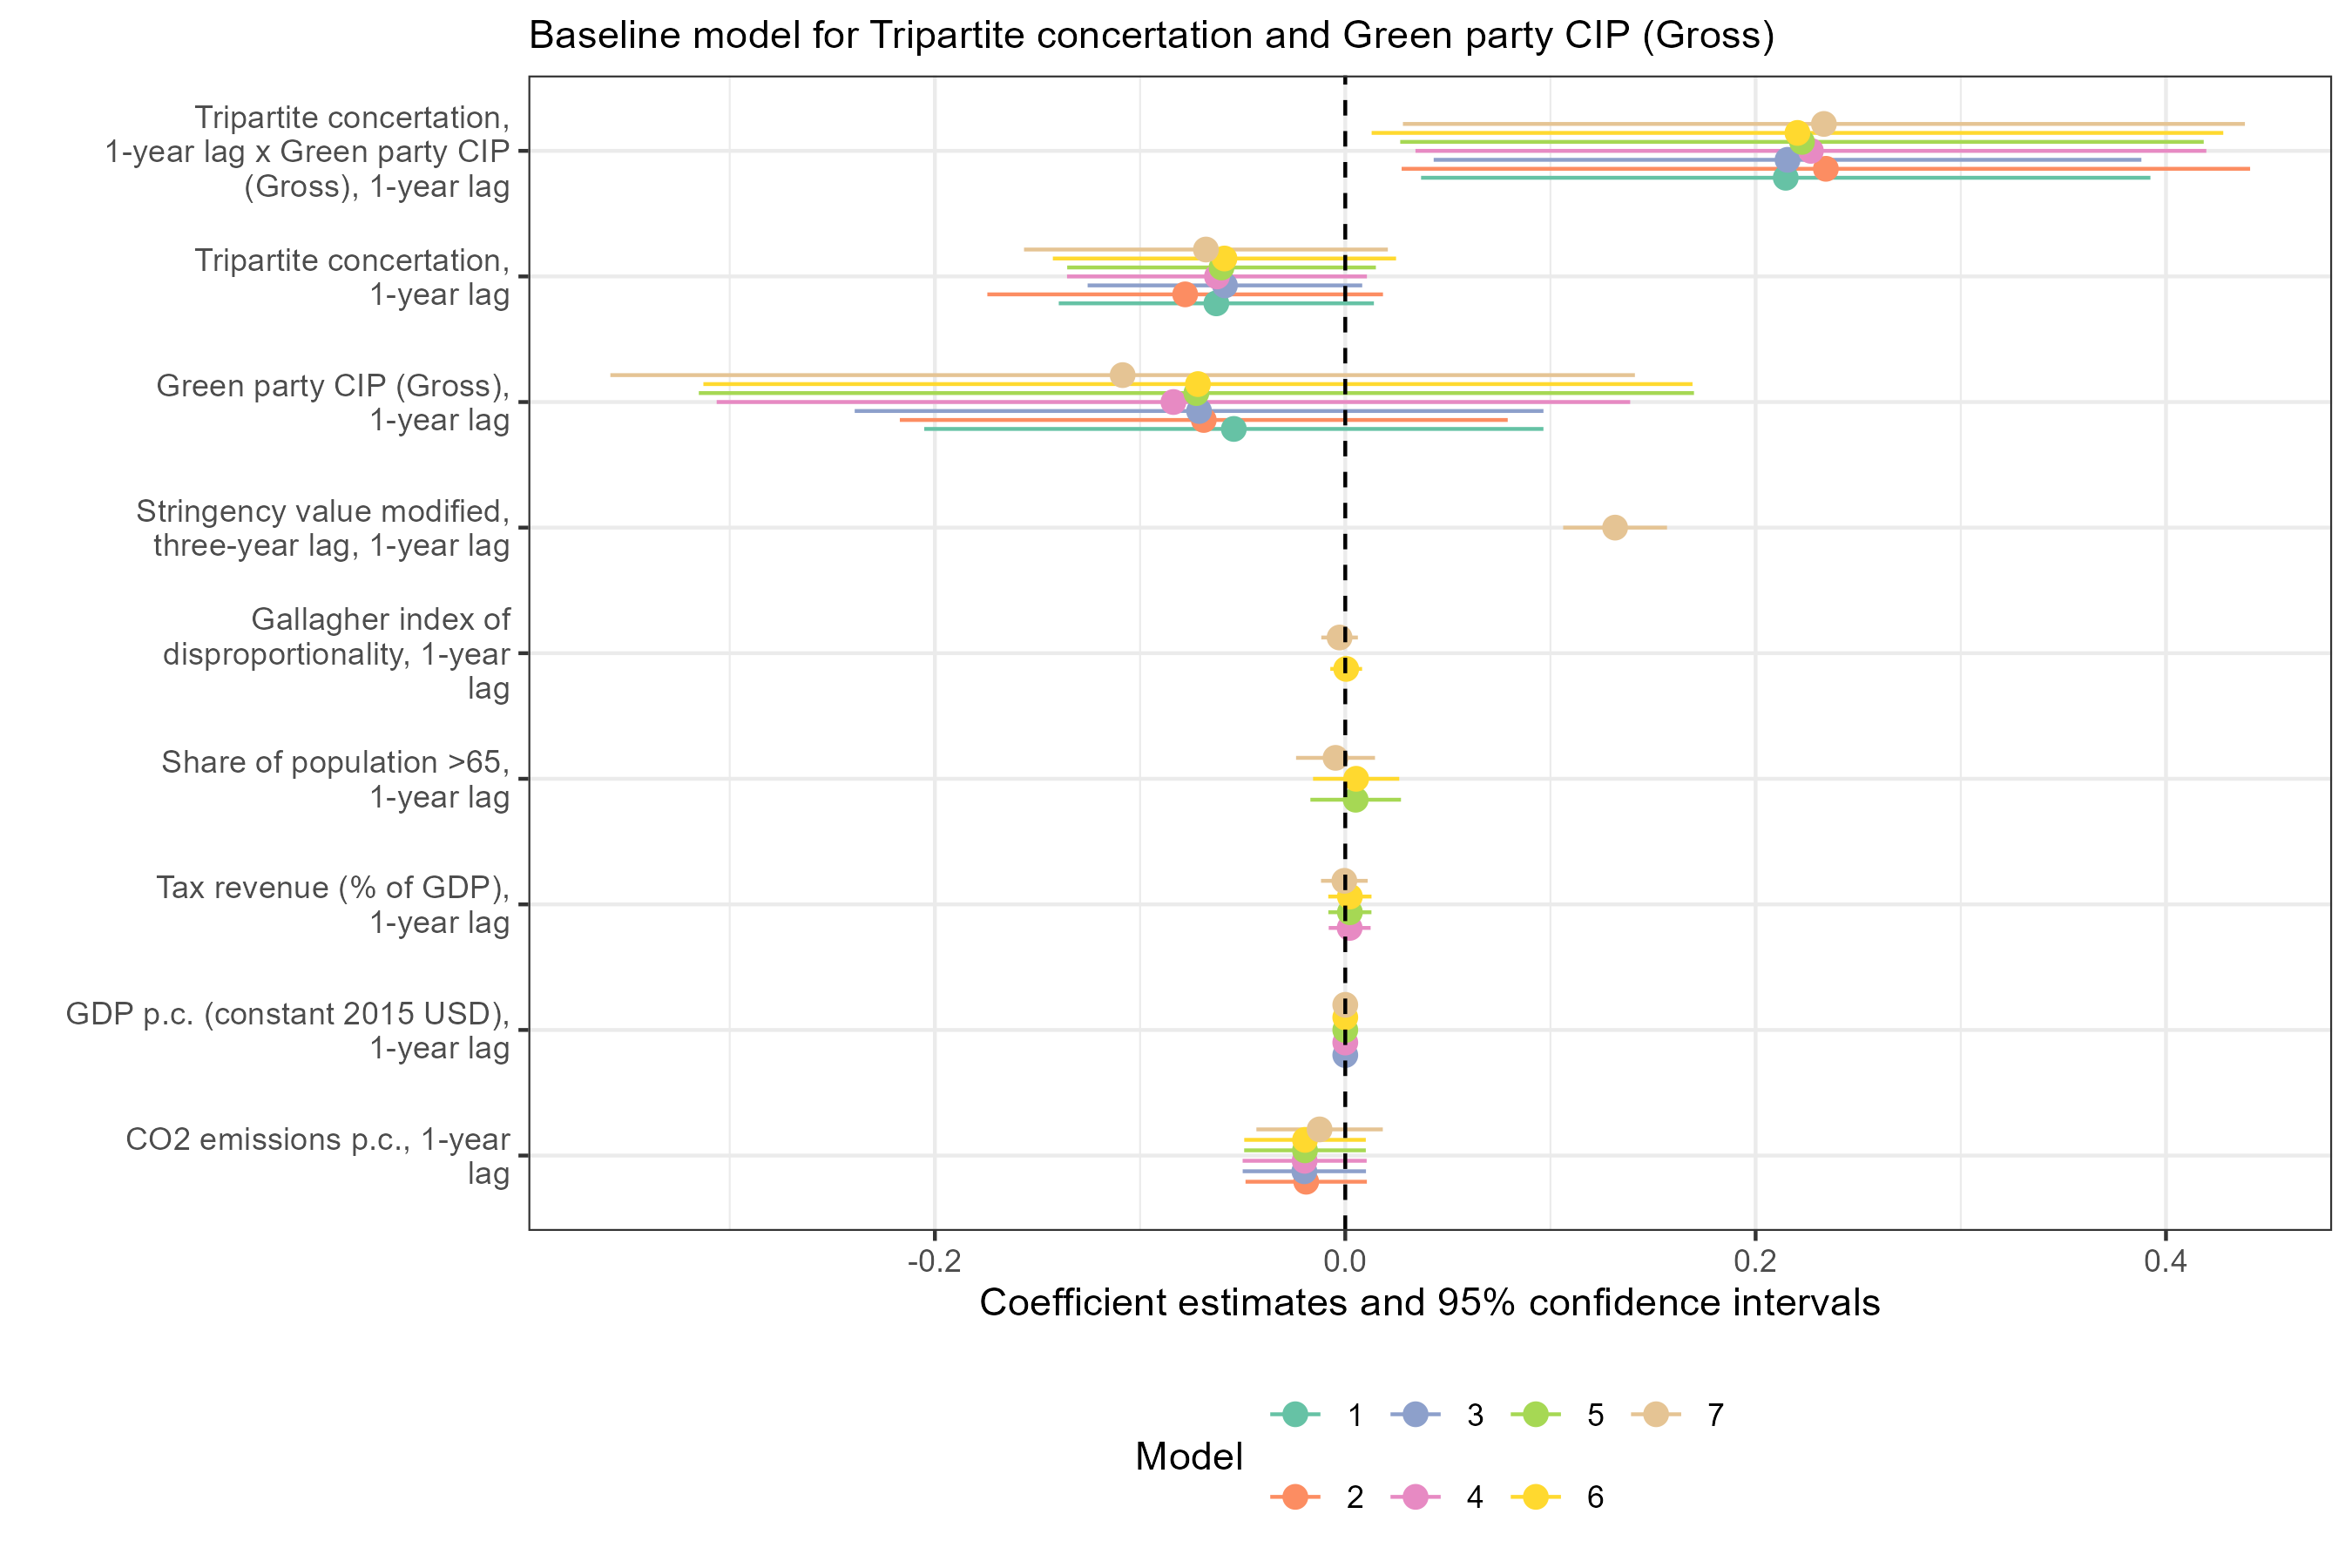 Baseline model for Tripartite concertation and Green party CIP (Gross)
Tripartite concertation,
1-year lag x Green party CIP
(Gross), 1-year lag
Tripartite concertation,
1-year lag
Green party CIP (Gross),
1-year lag
Stringency value modified,
three-year lag, 1-year lag
Gallagher index of
disproportionality, 1-year
lag
Share of population >65,
1-year lag
Tax revenue (% of GDP),
1-year lag
GDP p.c. (constant 2015 USD),
1-year lag
CO2 emissions p.c., 1-year
lag
-0.2 0.0 0.2 0.4
Coefficient estimates and 95% confidence intervals
Model
1 3 5 7
2 4 6